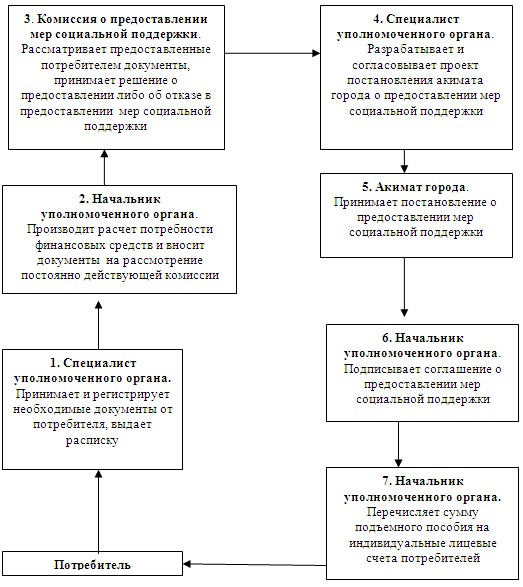 3. Комиссия о предоставлении
мер социальной поддержки.
Рассматривает предоставленные
потребителем документы,
принимает решение о
предоставлении либо об отказе в
предоставлении мер социальной
поддержки
4. Специалист
уполномоченного органа.
Разрабатывает и
согласовывает проект
постановления акимата
города о предоставлении мер
социальной поддержки
2. Начальник
уполномоченного органа.
Производит расчет потребности
финансовых средств и вносит
документы на рассмотрение
постоянно действующей комиссии
5. Акимат города.
Принимает постановление о
предоставлении мер
социальной поддержки
1. Специалист
уполномоченного органа.
Принимает и регистрирует
необходимые документы от
потребителя, выдает
расписку
6. Начальник
уполномоченного органа.
Подписывает соглашение о
предоставлении мер
социальной поддержки
7. Начальник
уполномоченного органа.
Перечисляет сумму
подъемного пособия на
индивидуальные лицевые
счета потребителей
Потребитель